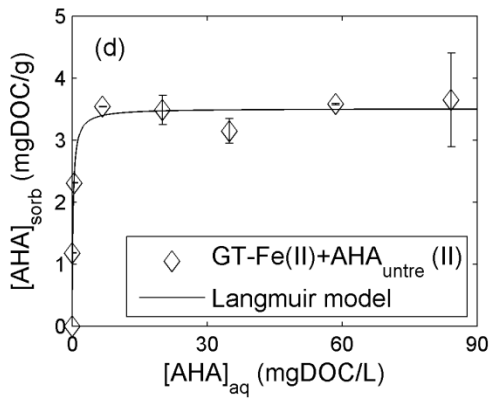 (d)
5
4
3
2
1
0
[AHA]sorb (mgDOC/g)
GT-Fe(II)+AHAuntre (II)
Langmuir model
0 30 60 90
[AHA]aq (mgDOC/L)